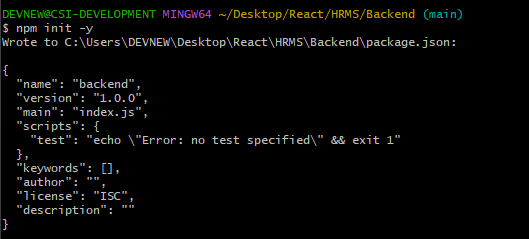 DEVNEW@CSI-DEVELOPMENT MINGW64 ~/Desktop/React/HRMS/Backend (main)
$ npm init -y
Wrote to C:\Users\DEVNEW\Desktop\React\HRMS\Backend\package.json:

{
  "name": "backend",
  "version": "1.0.0",
  "main": "index.js",
  "scripts": {
    "test": "echo \"Error: no test specified\" && exit 1"
  },
  "keywords": [],
  "author": "",
  "license": "ISC",
  "description": ""
}